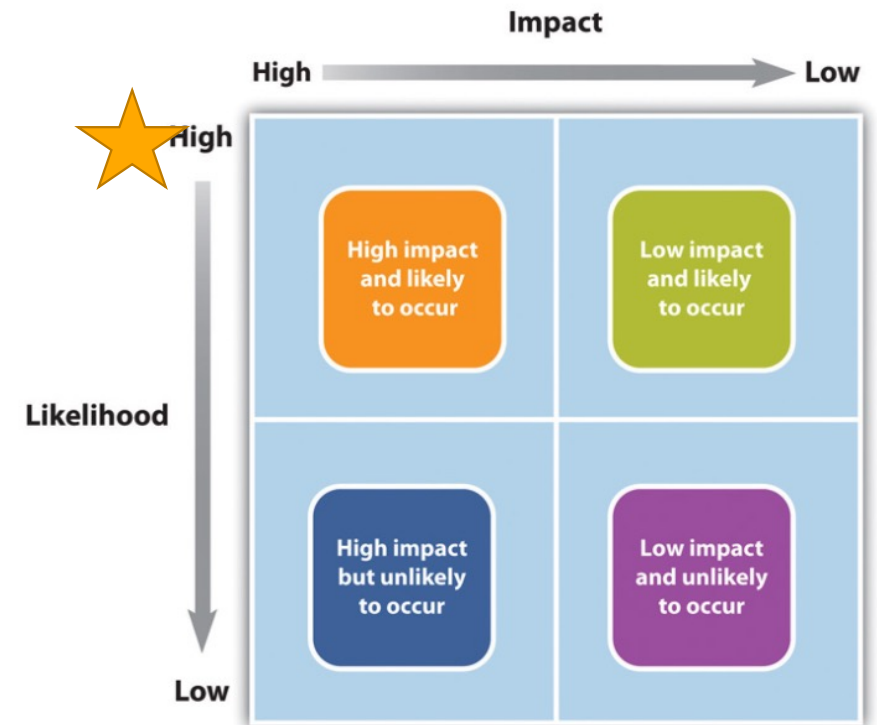 Impact
High
Low
High
High impact
and likely
to occur
Low impact
and likely
to occur
Likelihood
High impact
but unlikely
to occur
Low impact
and unlikely
to occur
Low